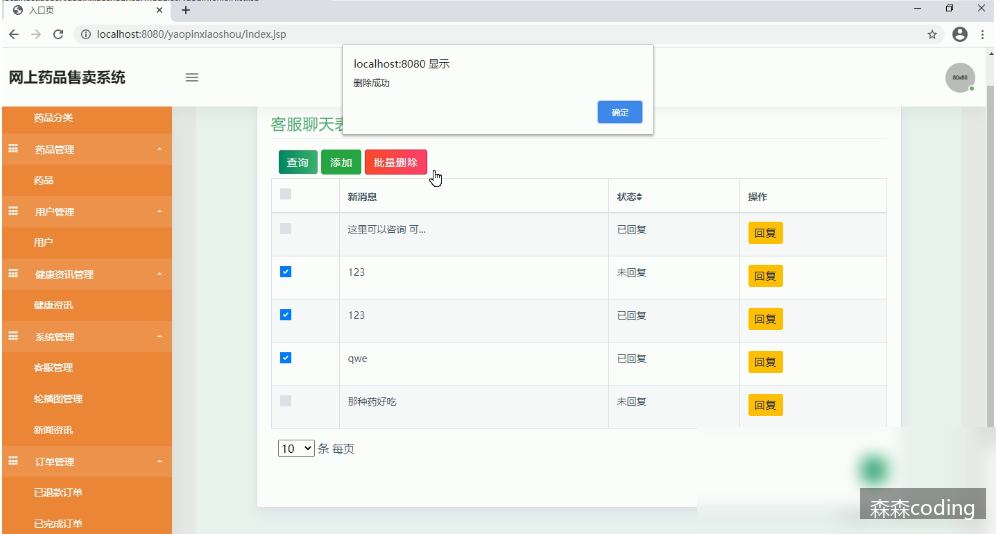 入口页
localhost:8080/yaopinxiaoshou/index.jsp
网上药品售卖系统
localhost:8080 显示
删除成功
确定
80x80
药品分类
药品管理
药品
用户管理
用户
健康资讯管理
健康资讯
系统管理
客服管理
轮播图管理
新闻资讯
订单管理
已退款订单
已完成订单
客服聊天表
查询 添加 批量删除
新消息 状态 操作
这里可以咨询 可... 已回复 回复
123 未回复 回复
123 已回复 回复
qwe 已回复 回复
那种药好吃 未回复 回复
10 条 每页
森森coding